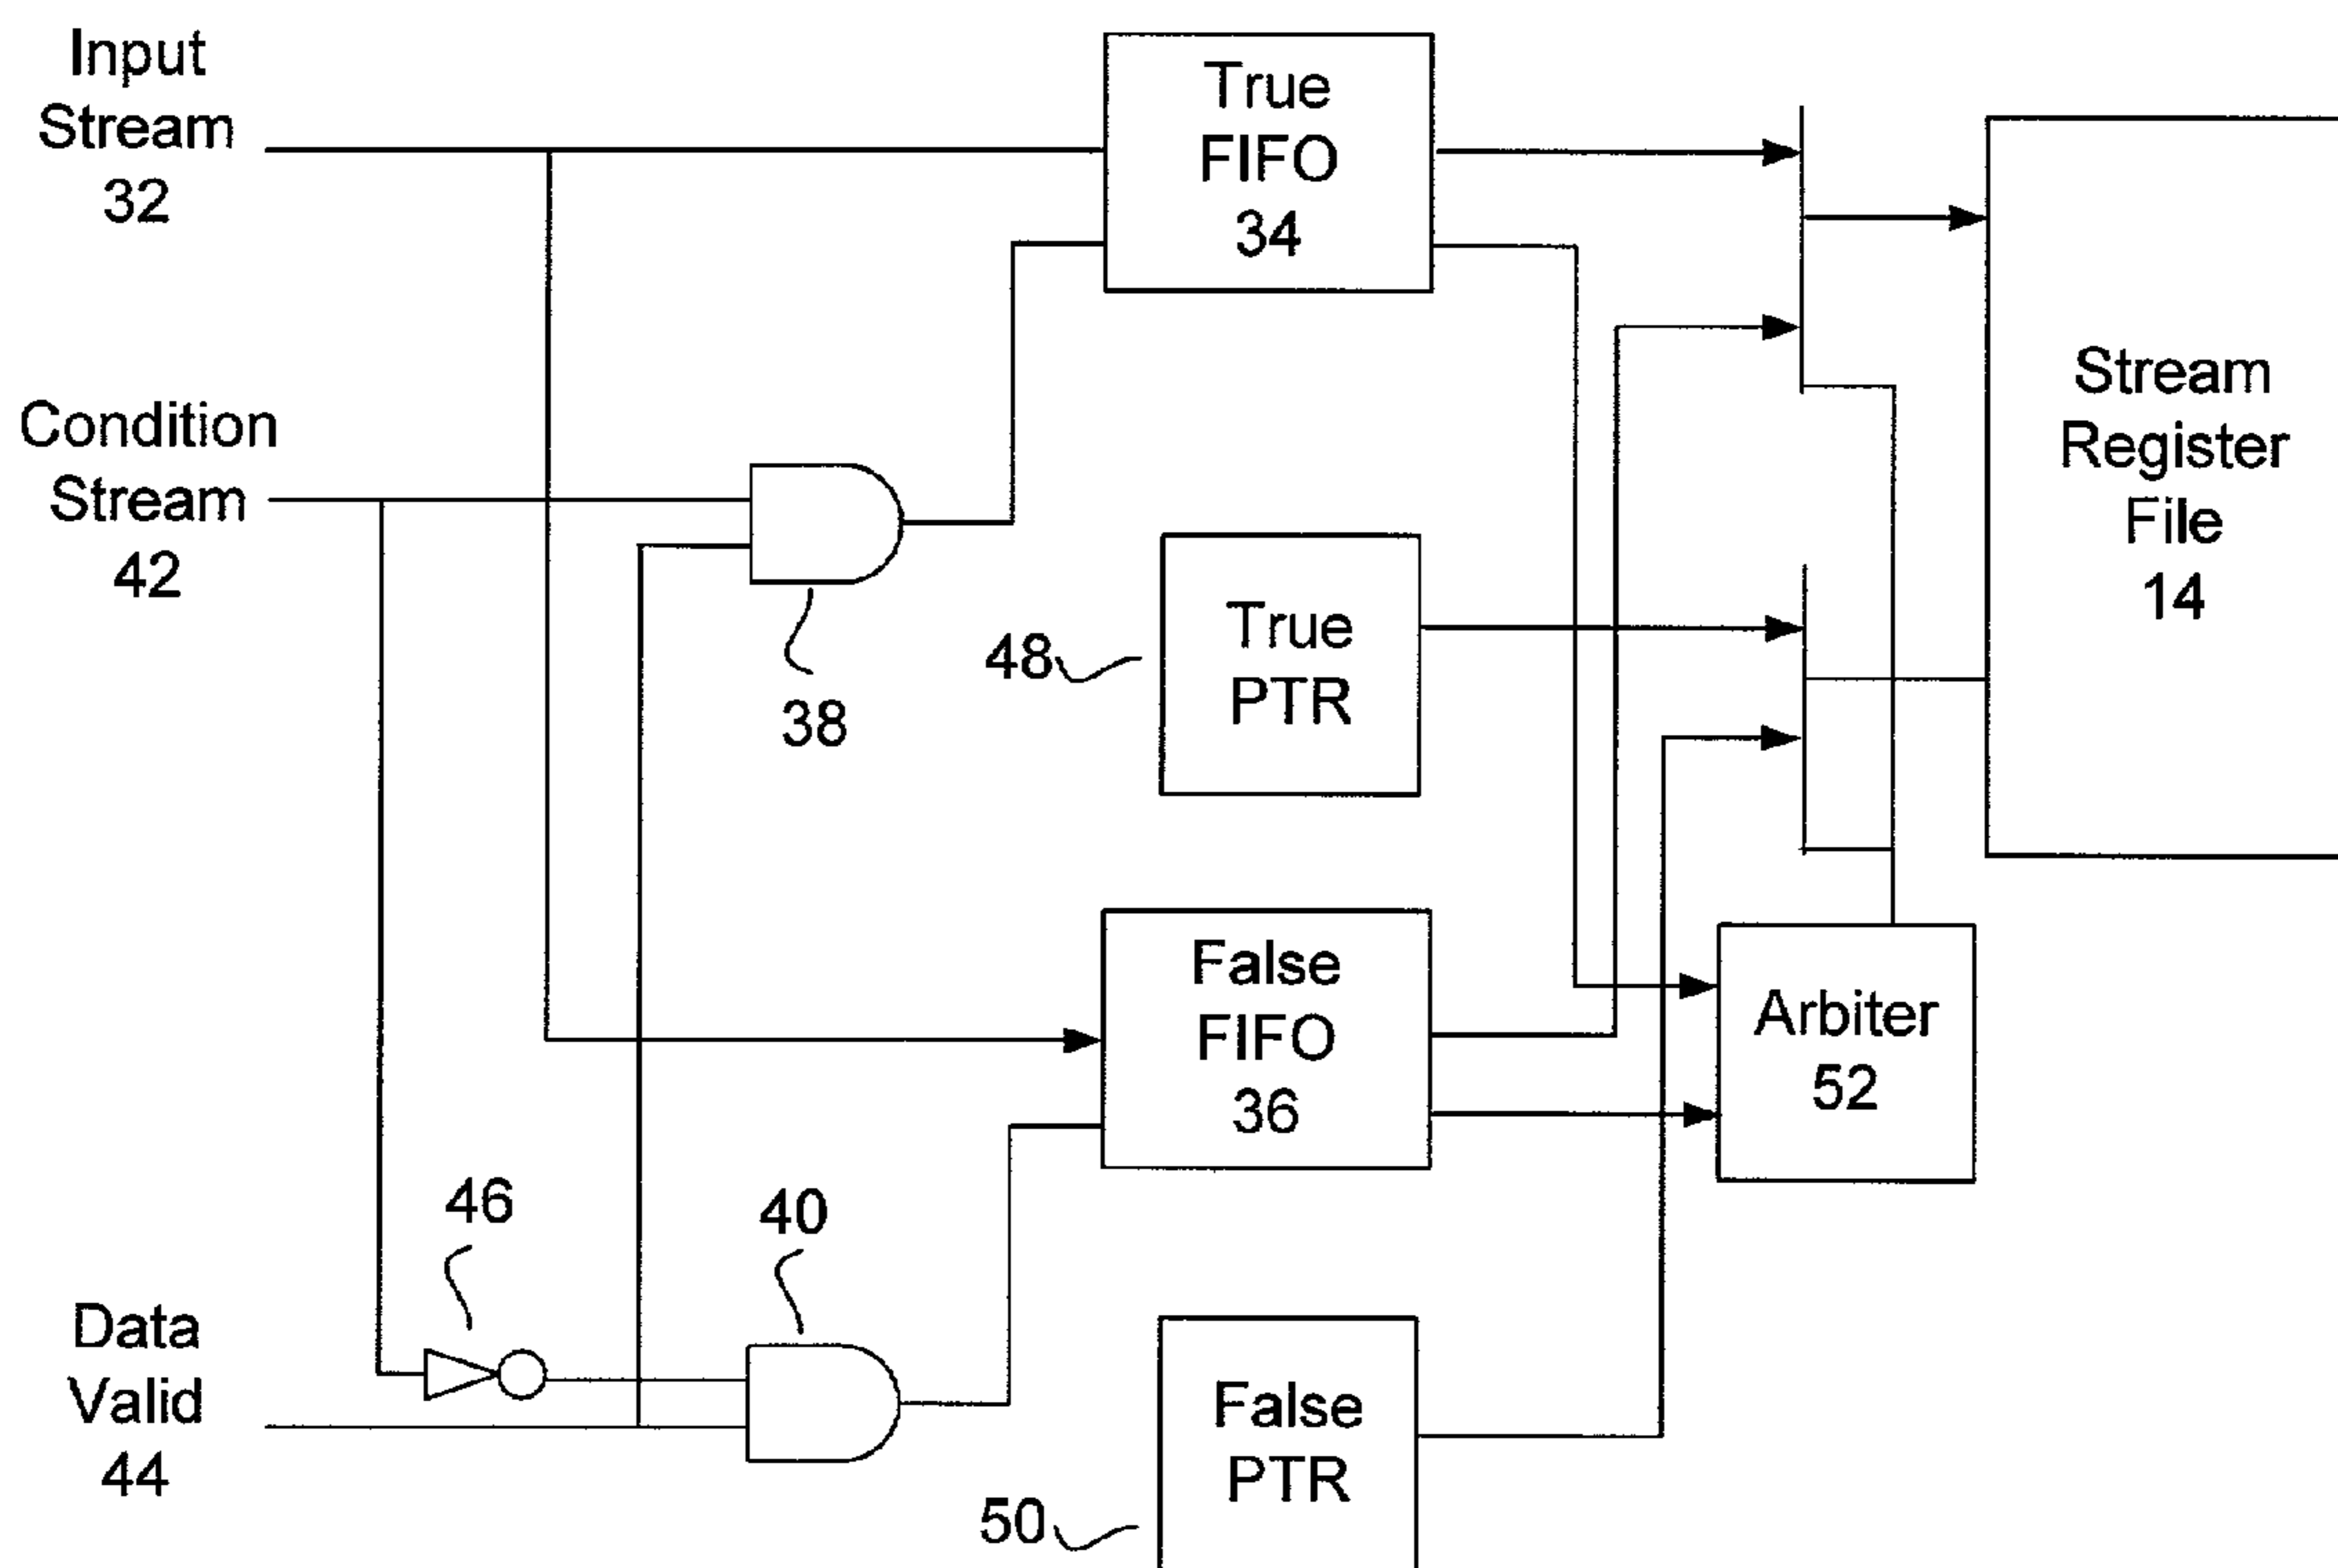 Input
Stream
32
True
FIFO
34
Condition
Stream
42
38
48
True
PTR
Stream
Register
File
14
False
FIFO
36
Arbiter
52
46
40
Data
Valid
44
False
PTR
50